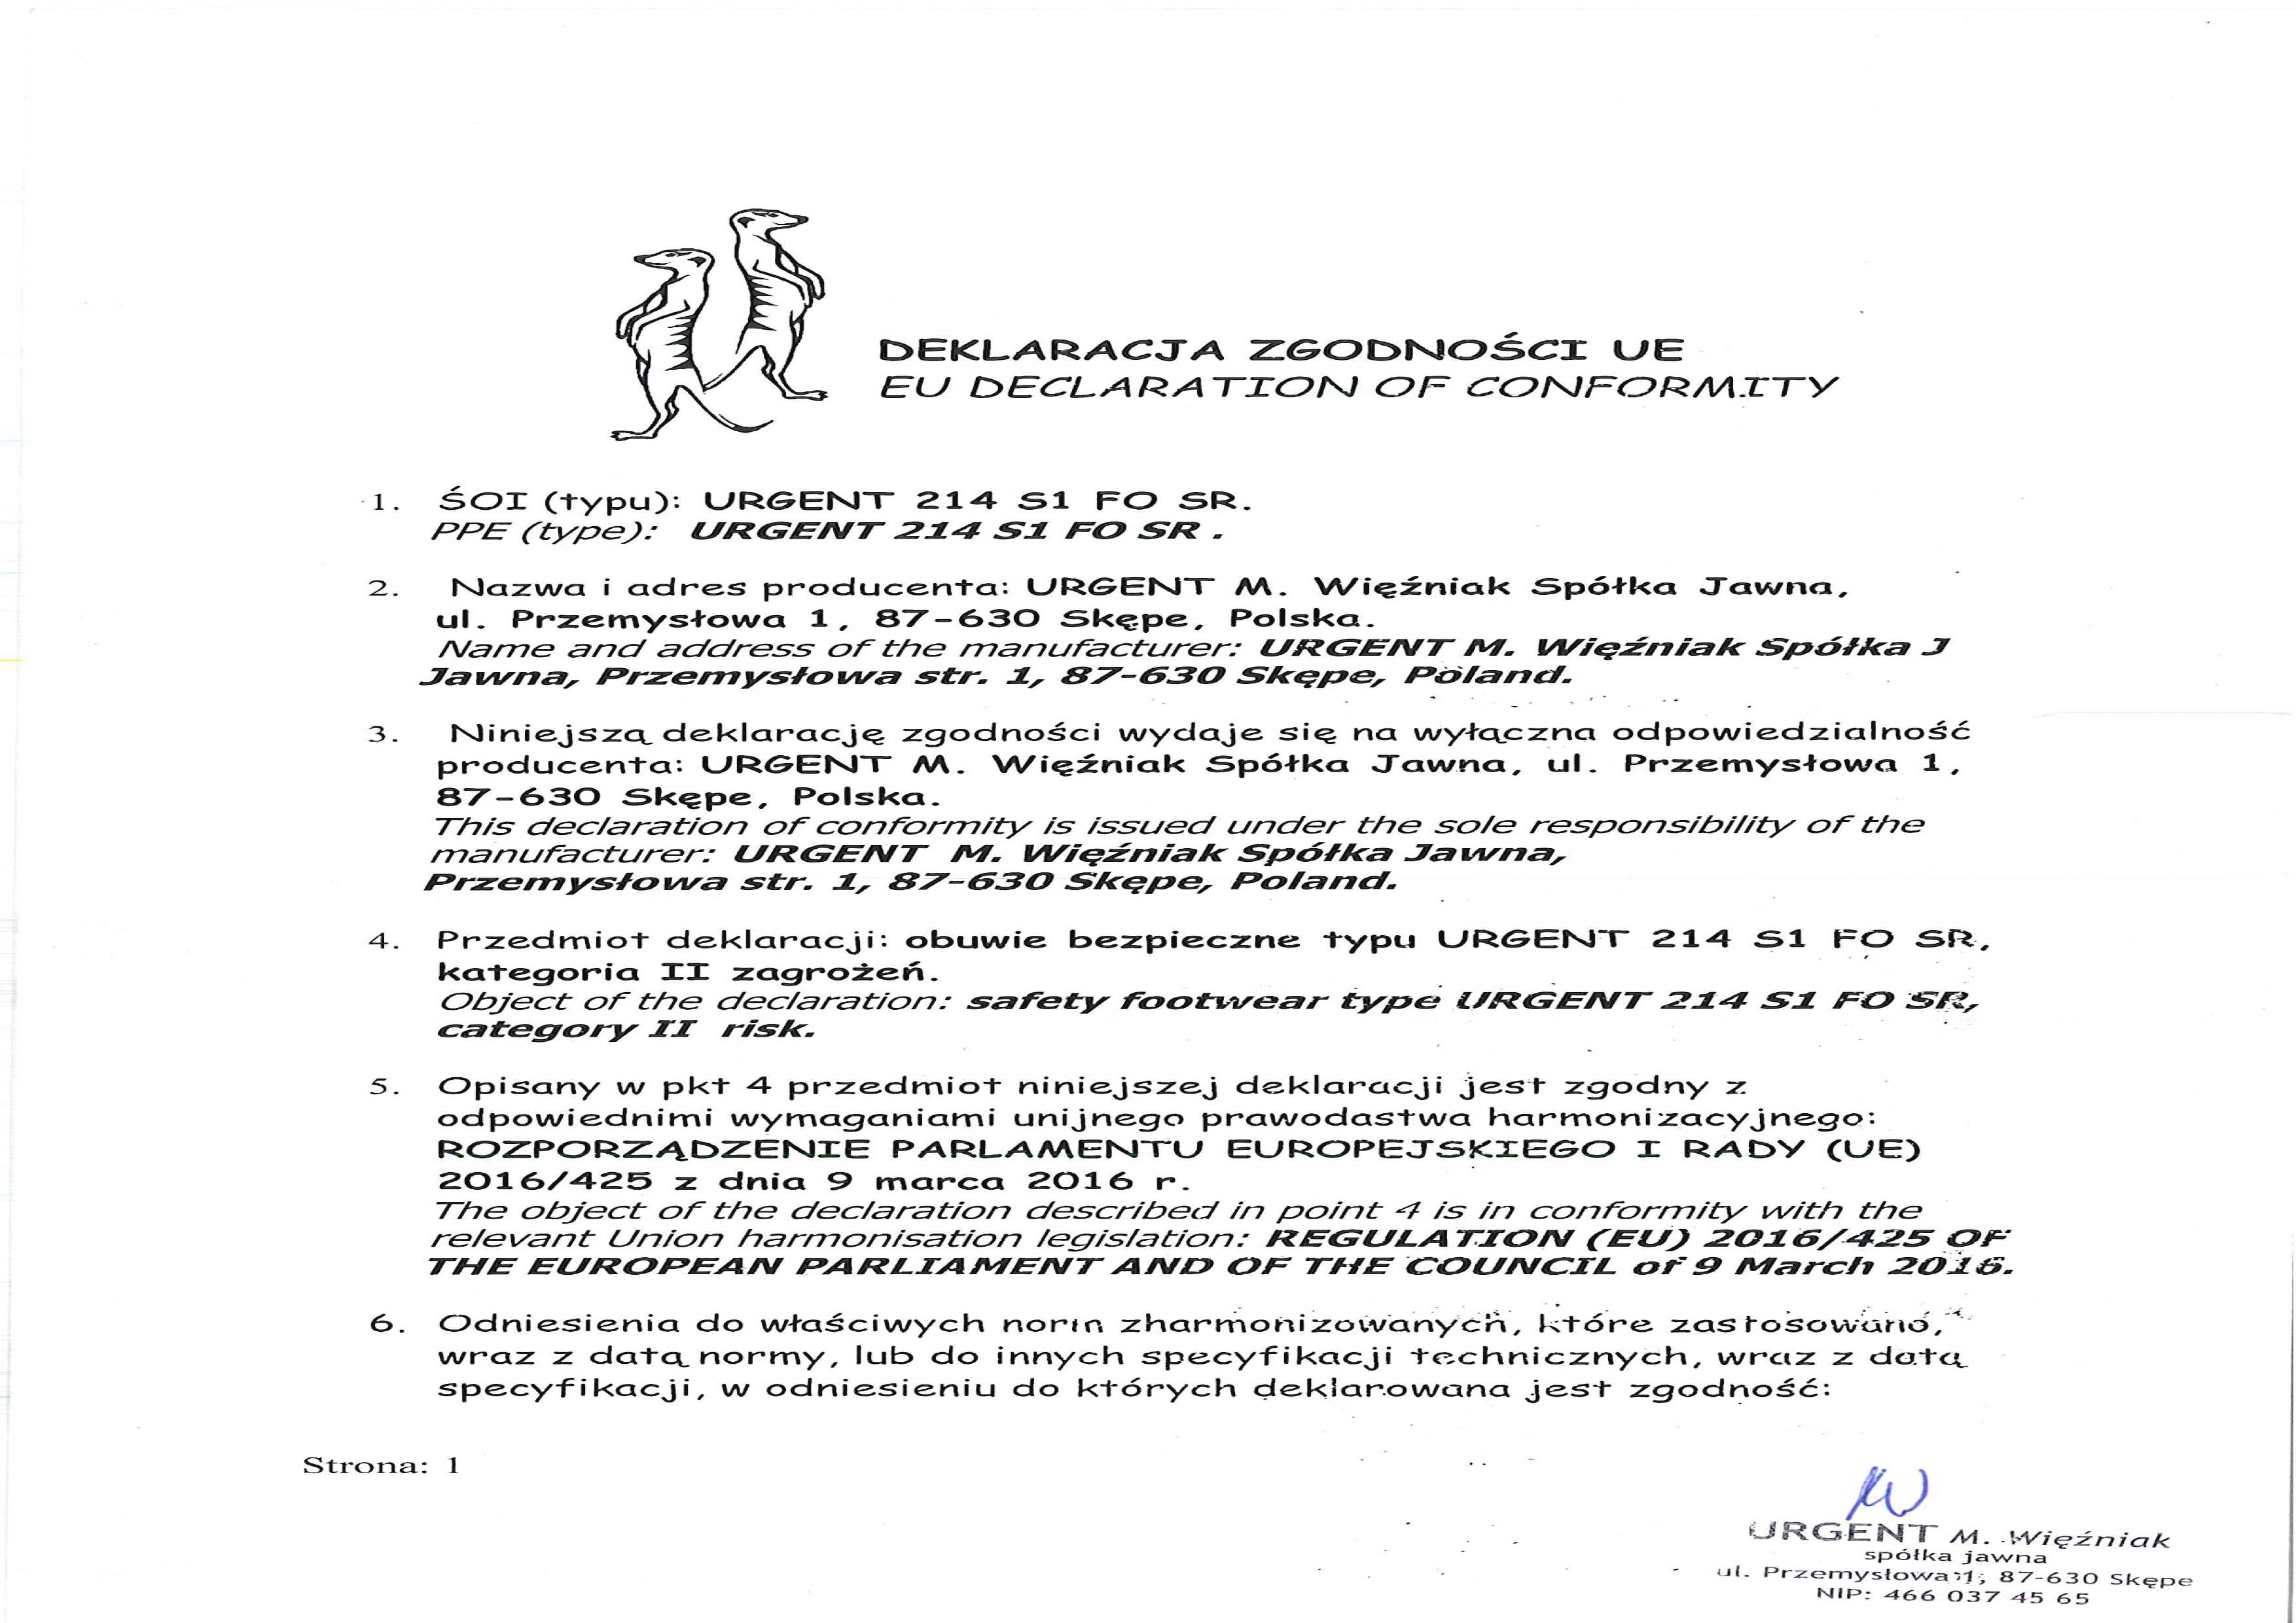 DEKLARACJA ZGODNOŚCI UE
EU DECLARATION OF CONFORMITY
1. ŚOI (typu): URGENT 214 S1 FO SR.
PPE (type): URGENT 214 S1 FO SR .
2. Nazwa i adres producenta: URGENT M. Więźniak Spółka Jawna,
ul. Przemysłowa 1, 87-630 Skępe, Polska.
Name and address of the manufacturer: URGENT M. Więźniak Spółka J
Jawna, Przemysłowa str. 1, 87-630 Skępe, Poland.
3. Niniejszą deklarację zgodności wydaje się na wyłączna odpowiedzialność
producenta: URGENT M. Więźniak Spółka Jawna, ul. Przemysłowa 1,
87-630 Skępe, Polska.
This declaration of conformity is issued under the sole responsibility of the
manufacturer: URGENT M. Więźniak Spółka Jawna,
Przemysłowa str. 1, 87-630 Skępe, Poland.
4. Przedmiot deklaracji: obuwie bezpieczne typu URGENT 214 S1 FO SR,
kategoria II zagrożeń.
Object of the declaration: safety footwear type URGENT 214 S1 FO SR,
category II risk.
5. Opisany w pkt 4 przedmiot niniejszej deklaracji jest zgodny z
odpowiednimi wymaganiami unijnego prawodastwa harmonizacyjnego:
ROZPORZĄDZENIE PARLAMENTU EUROPEJSKIEGO I RADY (UE)
2016/425 z dnia 9 marca 2016 r.
The object of the declaration described in point 4 is in conformity with the
relevant Union harmonisation legislation: REGULATION (EU) 2016/425 OF
THE EUROPEAN PARLIAMENT AND OF THE COUNCIL of 9 March 2016.
6. Odniesienia do właściwych norm zharmonizowanych, które zastosowano,
wraz z datą normy, lub do innych specyfikacji technicznych, wraz z datą
specyfikacji, w odniesieniu do których deklarowana jest zgodność:
Strona: 1
URGENT M. Więźniak
spółka jawna
ul. Przemysłowa 1, 87-630 Skępe
NIP: 466 037 45 65